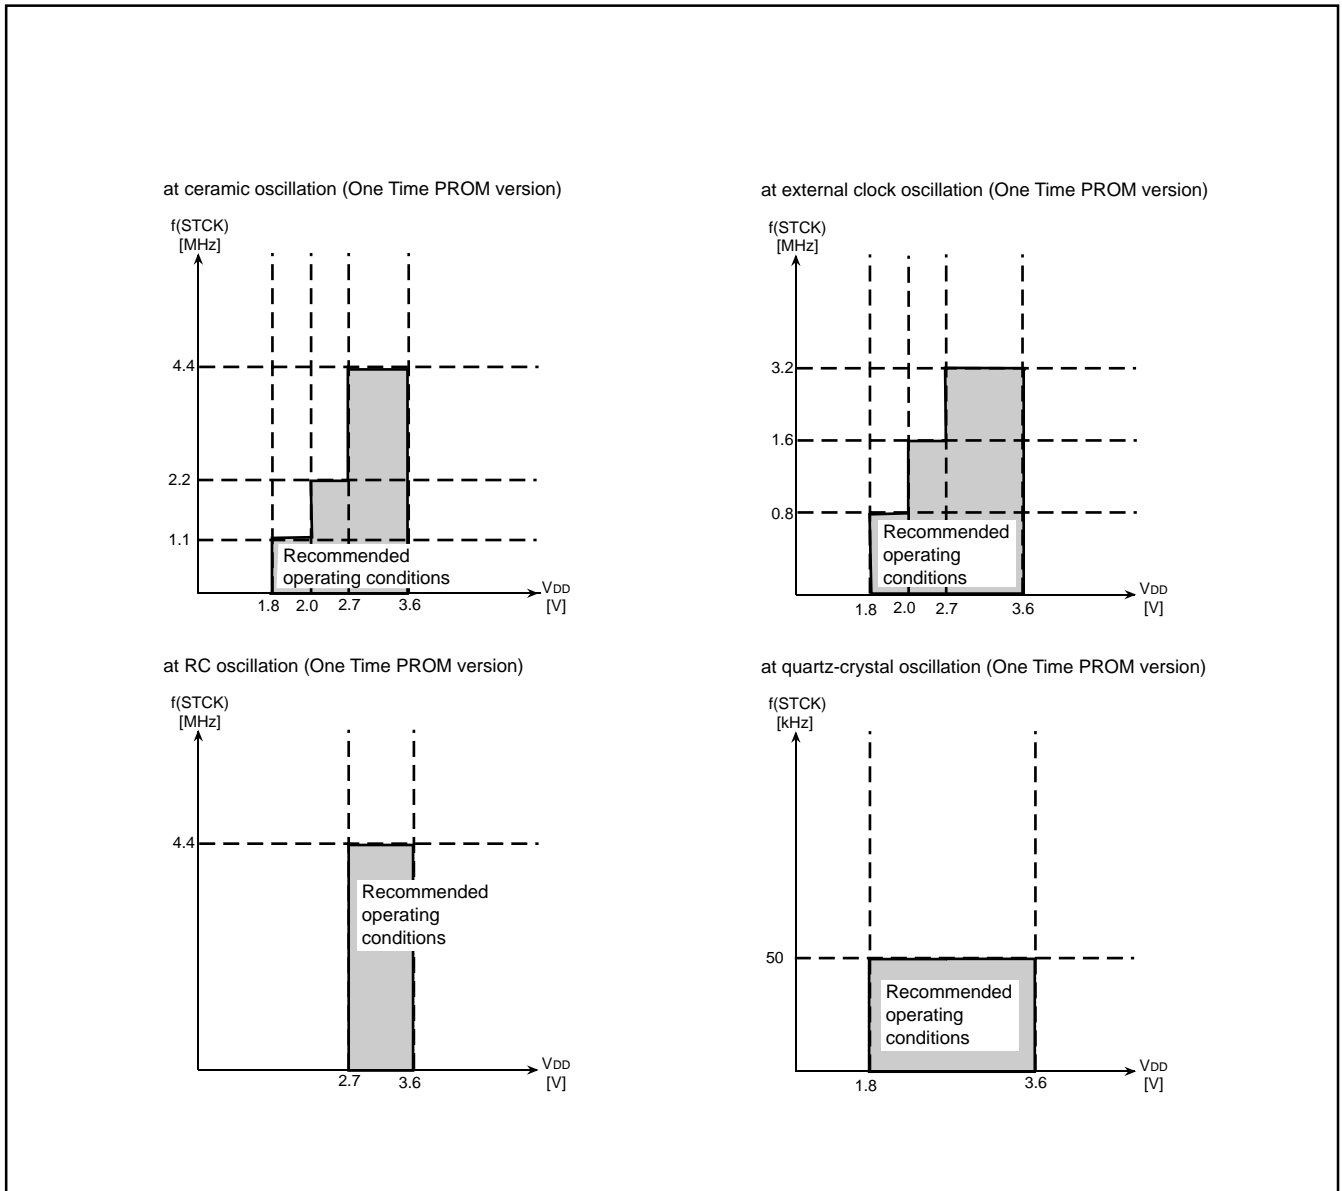 at ceramic oscillation (One Time PROM version)
f(STCK)
[MHz]
4.4
2.2
1.1
Recommended
operating conditions
1.8 2.0 2.7 3.6
VDD
[V]
at external clock oscillation (One Time PROM version)
f(STCK)
[MHz]
3.2
1.6
0.8
Recommended
operating
conditions
1.8 2.0 2.7 3.6
VDD
[V]
at RC oscillation (One Time PROM version)
f(STCK)
[MHz]
4.4
Recommended
operating
conditions
2.7 3.6
VDD
[V]
at quartz-crystal oscillation (One Time PROM version)
f(STCK)
[kHz]
50
Recommended
operating
conditions
1.8 3.6
VDD
[V]